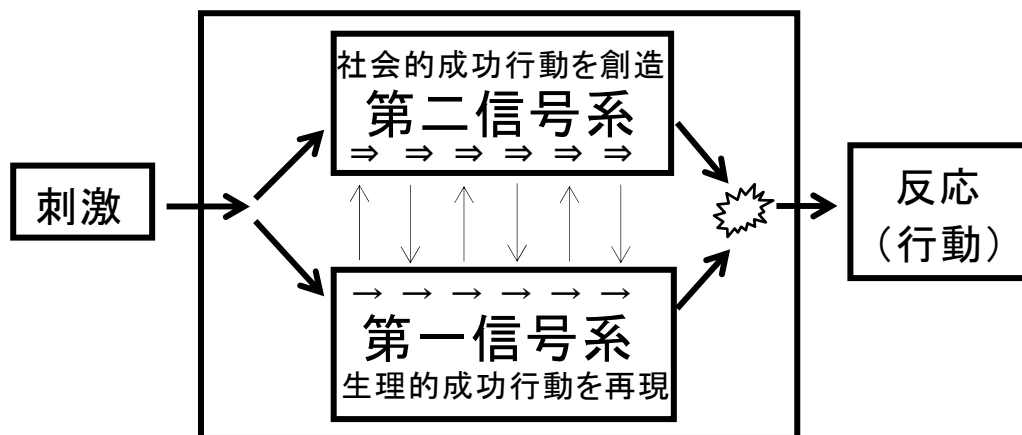 刺激
社会的成功行動を創造
第二信号系
⇒ ⇒ ⇒ ⇒ ⇒ ⇒
→ → → → → →
第一信号系
生理的成功行動を再現
反応
（行動）